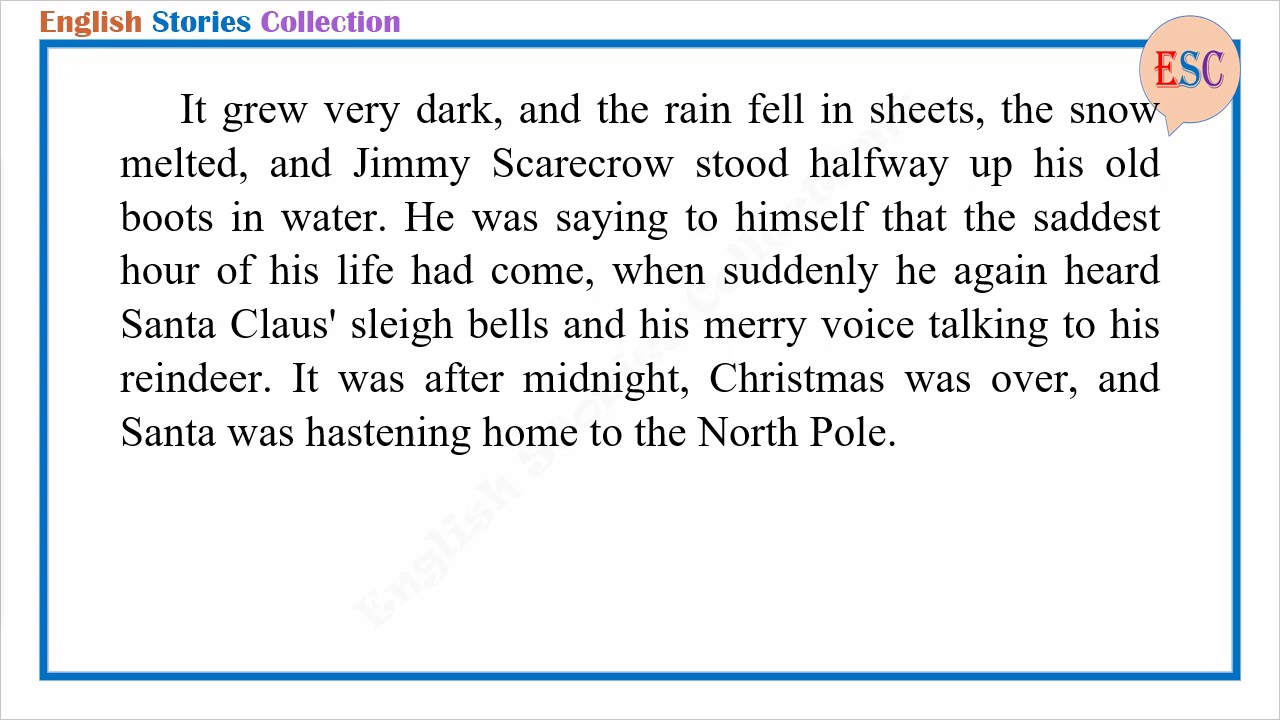 English Stories Collection
ESC
It grew very dark, and the rain fell in sheets, the snow
melted, and Jimmy Scarecrow stood halfway up his old
boots in water. He was saying to himself that the saddest
hour of his life had come, when suddenly he again heard
Santa Claus' sleigh bells and his merry voice talking to his
reindeer. It was after midnight, Christmas was over, and
Santa was hastening home to the North Pole.
English Stories Collection